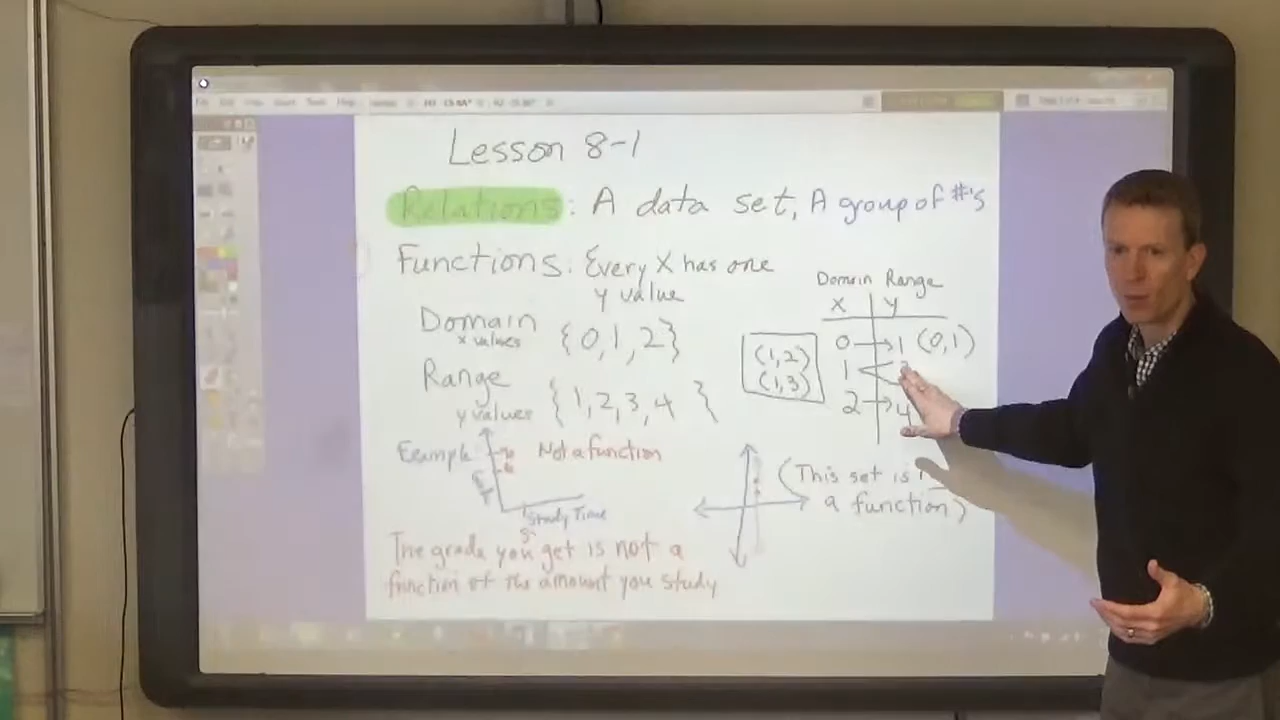 Lesson 8-1
Relations: A data set, A group of #'s
Functions: Every X has one
y value
Domain
x values
{0,1,2}
Range
y values
{1,2,3,4 }
Domain Range
X y
0 1 (0,1)
1
2 4
(1,2)
(1,3)
Example
Not a function
Study Time
(This set is
a function)
The grade you get is not a
function of the amount you study